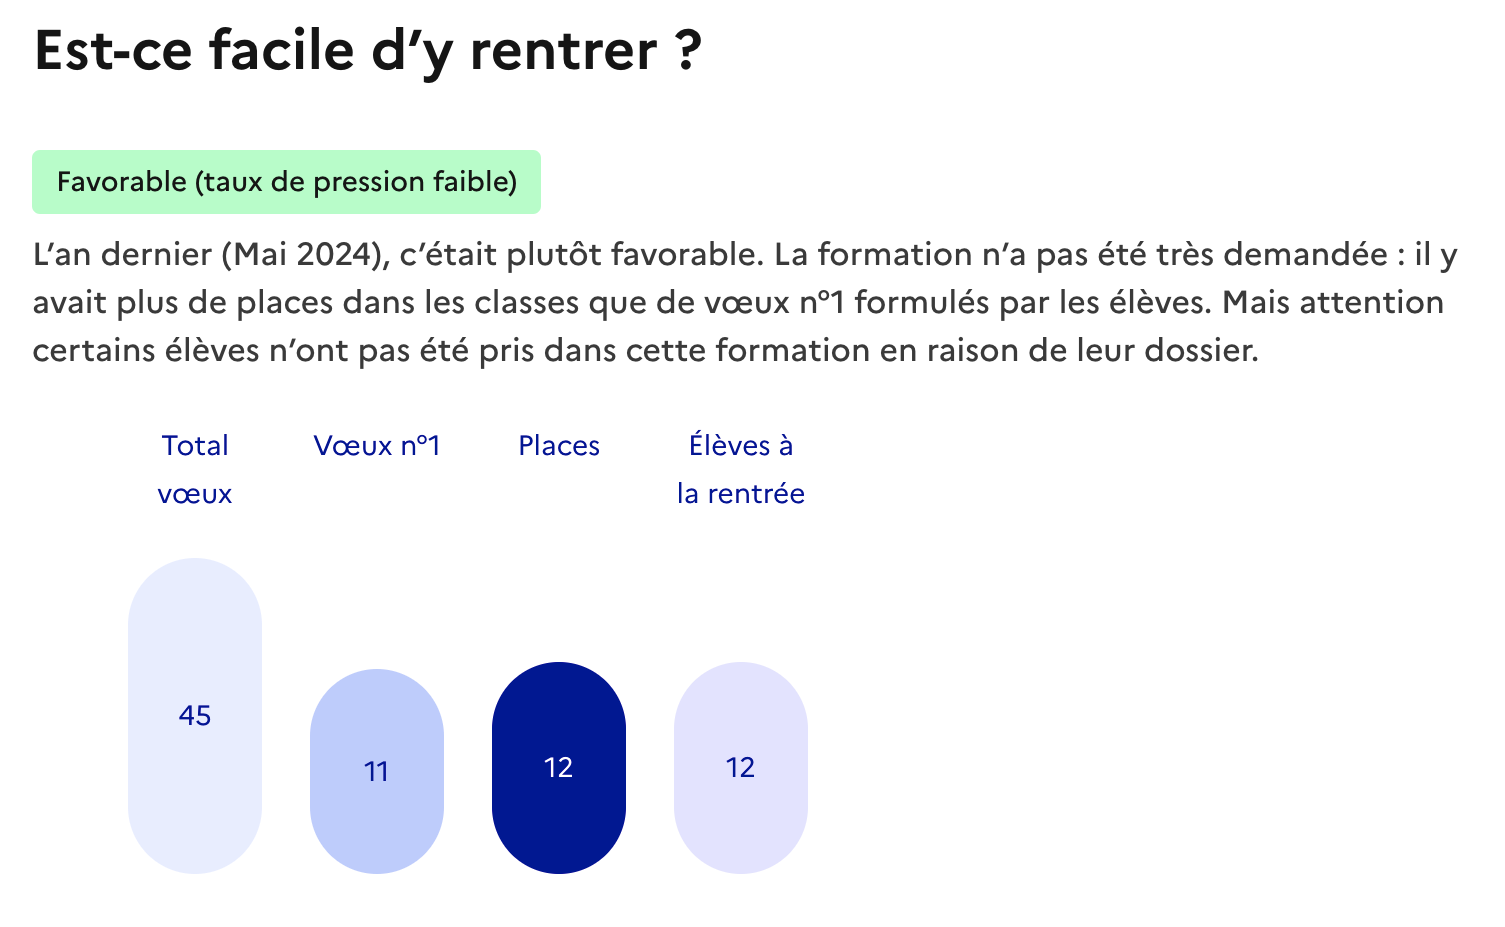 Est-ce facile d’y rentrer ?
Favorable (taux de pression faible)
L’an dernier (Mai 2024), c’était plutôt favorable. La formation n’a pas été très demandée : il y
avait plus de places dans les classes que de vœux n°1 formulés par les élèves. Mais attention
certains élèves n’ont pas été pris dans cette formation en raison de leur dossier.
Total
vœux
Vœux n°1
Places
Élèves à
la rentrée
45
11
12
12